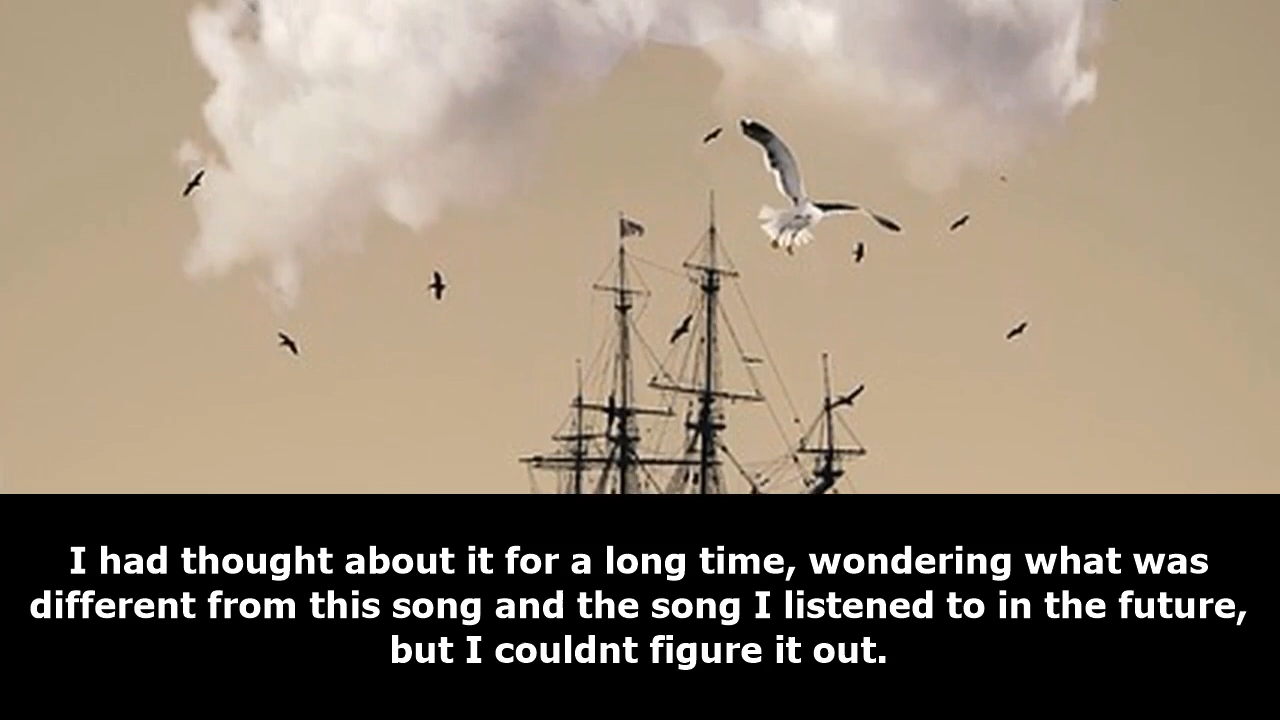 I had thought about it for a long time, wondering what was
different from this song and the song I listened to in the future,
but I couldnt figure it out.